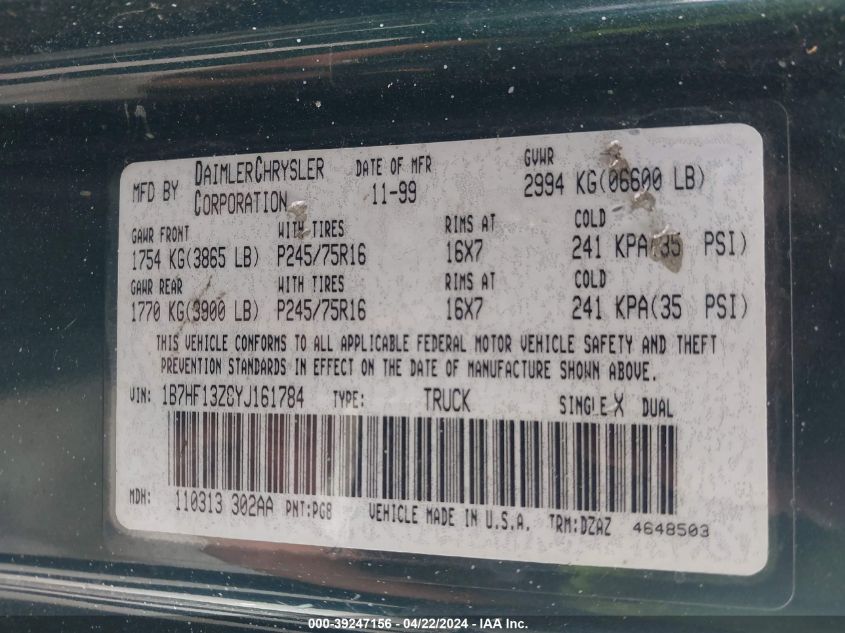 MFD BY DAIMLERCHRYSLER CORPORATION DATE OF MFR 11-99 GVWR 2994 KG(06600 LB)
GAWR FRONT WITH TIRES RIMS AT COLD
1754 KG(3865 LB) P245/75R16 16X7 241 KPA(35 PSI)
GAWR REAR WITH TIRES RIMS AT COLD
1770 KG(3900 LB) P245/75R16 16X7 241 KPA(35 PSI)
THIS VEHICLE CONFORMS TO ALL APPLICABLE FEDERAL MOTOR VEHICLE SAFETY AND THEFT
PREVENTION STANDARDS IN EFFECT ON THE DATE OF MANUFACTURE SHOWN ABOVE.
VIN: 1B7HF13Z8YJ161784 TYPE: TRUCK SINGLE X DUAL
MDH: 110313 302AA PNT:PG8 VEHICLE MADE IN U.S.A. TRM:DZAZ 4648503
000-39247156 - 04/22/2024 - IAA Inc.